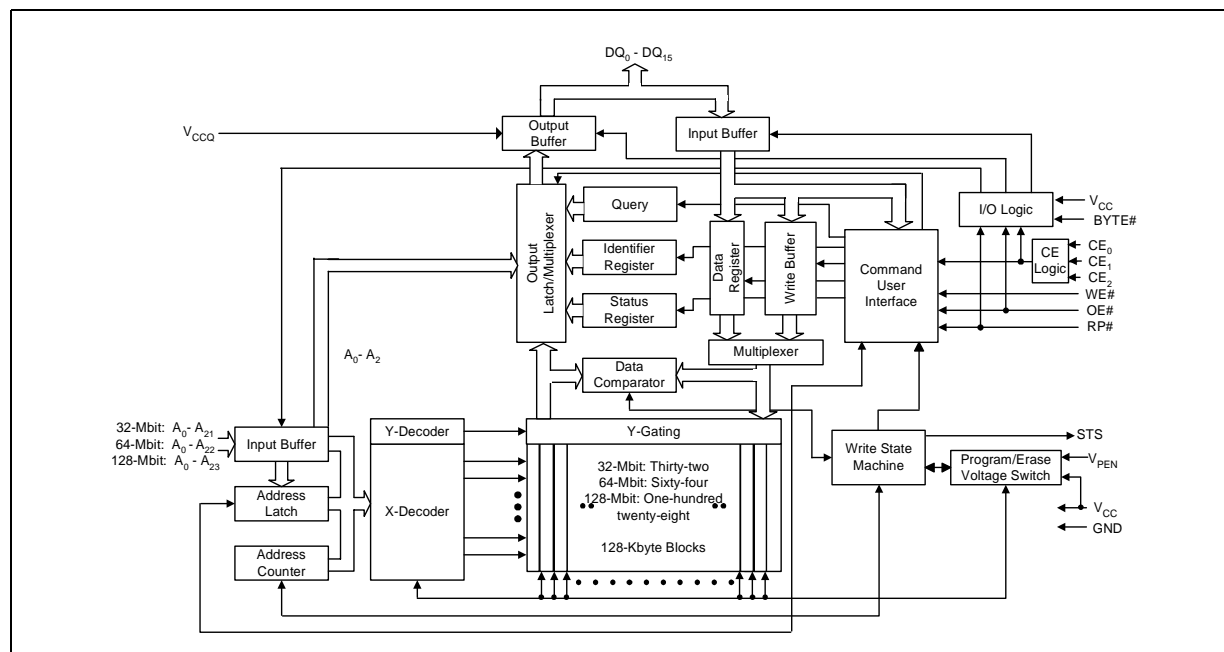 DQ0 - DQ15
VCCQ
Output
Buffer
Input Buffer
Output
Latch/Multiplexer
Query
Identifier
Register
Status
Register
Data
Register
Write Buffer
Command
User
Interface
I/O Logic
VCC
BYTE#
CE
Logic
CE0
CE1
CE2
WE#
OE#
RP#
Multiplexer
Data
Comparator
A0- A2
32-Mbit: A0- A21
64-Mbit: A0 - A22
128-Mbit: A0 - A23
Input Buffer
Address
Latch
Address
Counter
Y-Decoder
X-Decoder
Y-Gating
32-Mbit: Thirty-two
64-Mbit: Sixty-four
128-Mbit: One-hundred
twenty-eight
128-Kbyte Blocks
Write State
Machine
Program/Erase
Voltage Switch
STS
VPEN
VCC
GND